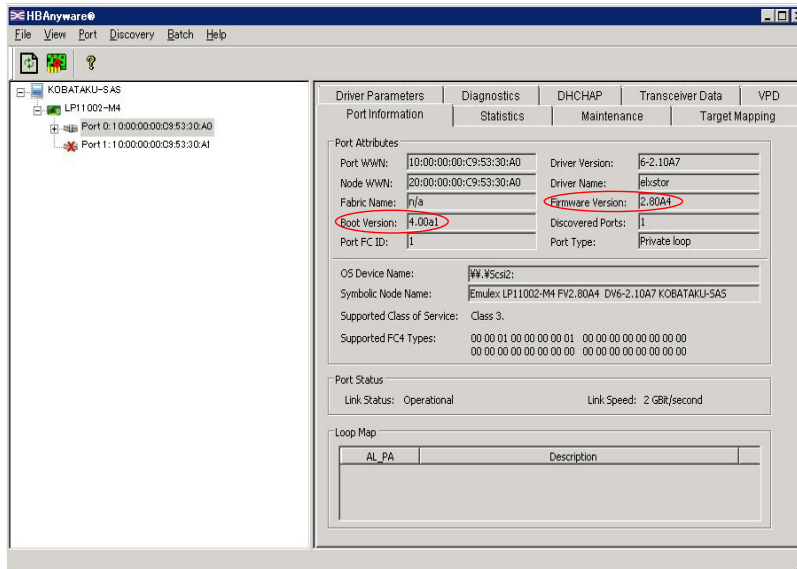 HBAnyware®
File View Port Discovery Batch Help
KOBATAKU-SAS
LP11002-M4
Port 0: 10:00:00:00:C9:53:30:A0
Port 1: 10:00:00:00:C9:53:30:A1
Driver Parameters Diagnostics DHCHAP Transceiver Data VPD
Port Information Statistics Maintenance Target Mapping
Port Attributes
Port WWN: 10:00:00:00:C9:53:30:A0 Driver Version: 6-2.10A7
Node WWN: 20:00:00:00:C9:53:30:A0 Driver Name: elxstor
Fabric Name: n/a Firmware Version: 2.80A4
Boot Version: 4.00a1 Discovered Ports: 1
Port FC ID: 1 Port Type: Private loop
OS Device Name: ¥¥.¥Scsi2:
Symbolic Node Name: Emulex LP11002-M4 FV2.80A4 DV6-2.10A7 KOBATAKU-SAS
Supported Class of Service: Class 3.
Supported FC4 Types: 00 00 01 00 00 00 00 01 00 00 00 00 00 00 00 00
00 00 00 00 00 00 00 00 00 00 00 00 00 00 00 00
Port Status
Link Status: Operational Link Speed: 2 GBit/second
Loop Map
AL_PA Description